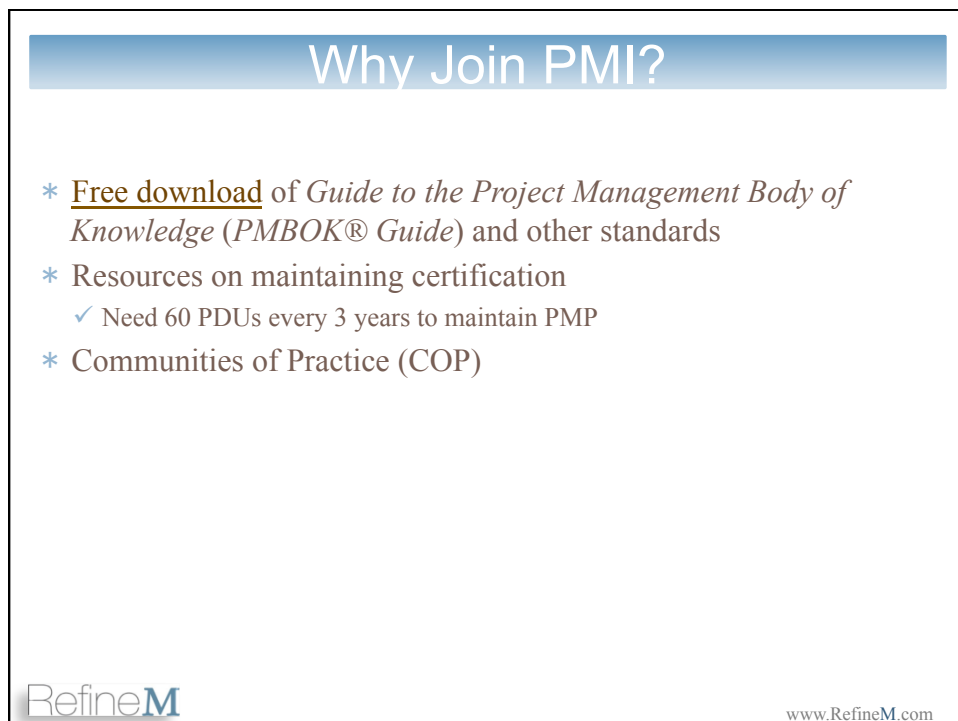 Why Join PMI?
* Free download of Guide to the Project Management Body of
Knowledge (PMBOK® Guide) and other standards
* Resources on maintaining certification
✓ Need 60 PDUs every 3 years to maintain PMP
* Communities of Practice (COP)
RefineM
www.RefineM.com